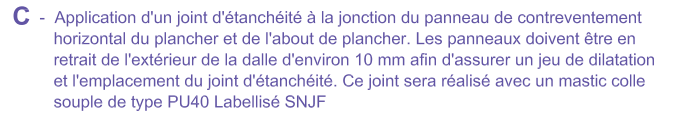 C - Application d'un joint d'étanchéité à la jonction du panneau de contreventement
horizontal du plancher et de l'about de plancher. Les panneaux doivent être en
retrait de l'extérieur de la dalle d'environ 10 mm afin d'assurer un jeu de dilatation
et l'emplacement du joint d'étanchéité. Ce joint sera réalisé avec un mastic colle
souple de type PU40 Labellisé SNJF